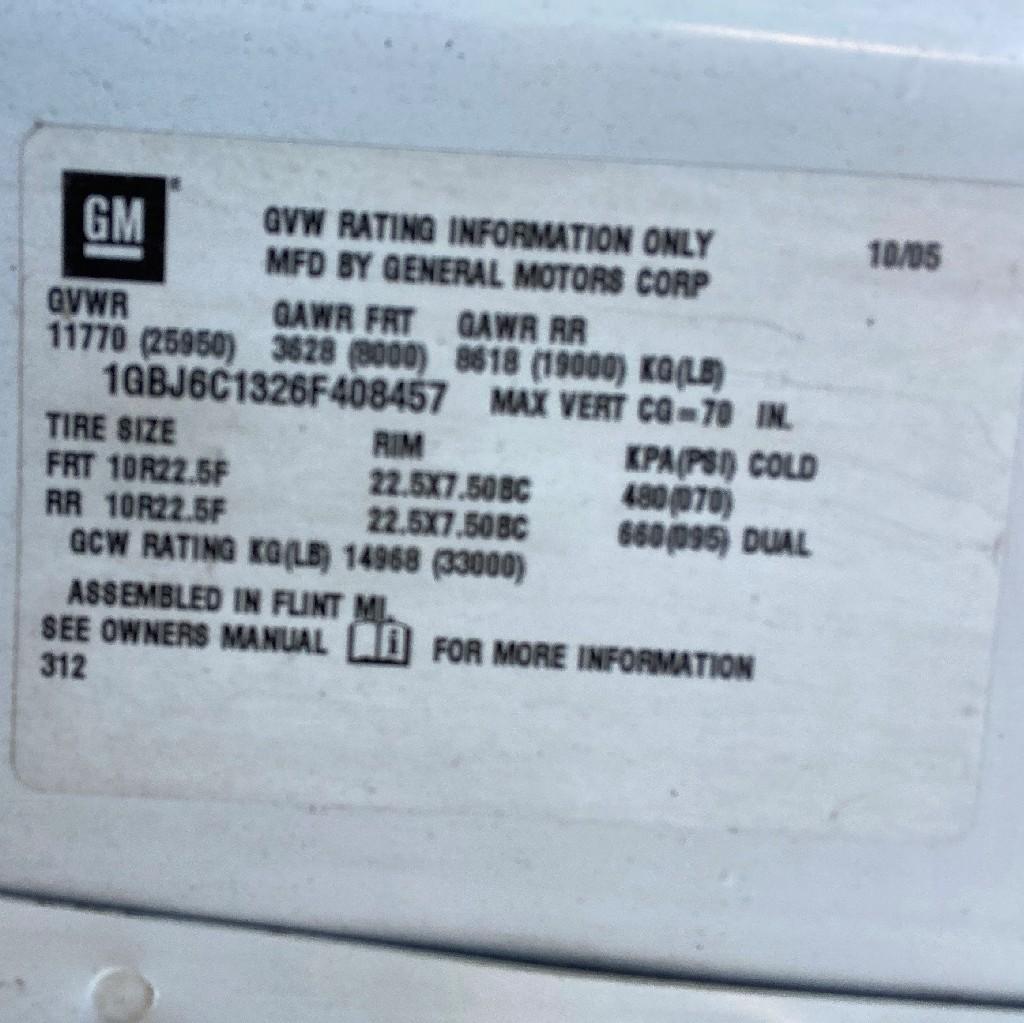 GM®
GVW RATING INFORMATION ONLY 10/05
MFD BY GENERAL MOTORS CORP
GVWR GAWR FRT GAWR RR
11770 (25950) 3628 (8000) 8618 (19000) KG(LB)
1GBJ6C1326F408457 MAX VERT CG=70 IN.
TIRE SIZE RIM KPA(PSI) COLD
FRT 10R22.5F 22.5X7.50BC 480(070)
RR 10R22.5F 22.5X7.50BC 660(095) DUAL
GCW RATING KG(LB) 14968 (33000)
ASSEMBLED IN FLINT MI.
SEE OWNERS MANUAL i FOR MORE INFORMATION
312